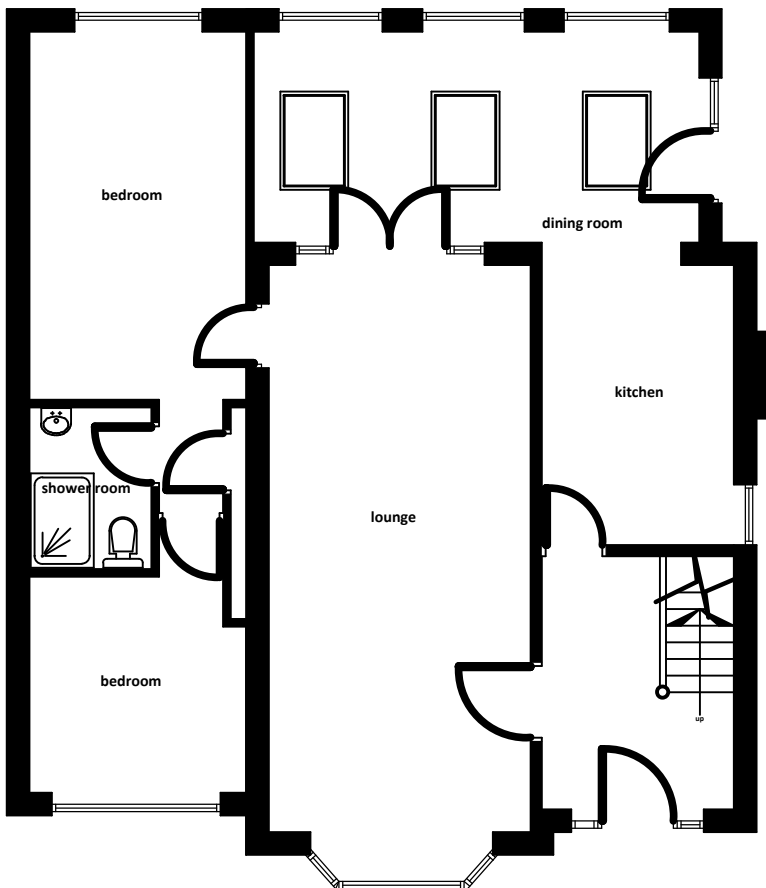 bedroom
dining room
kitchen
shower room
lounge
bedroom
up